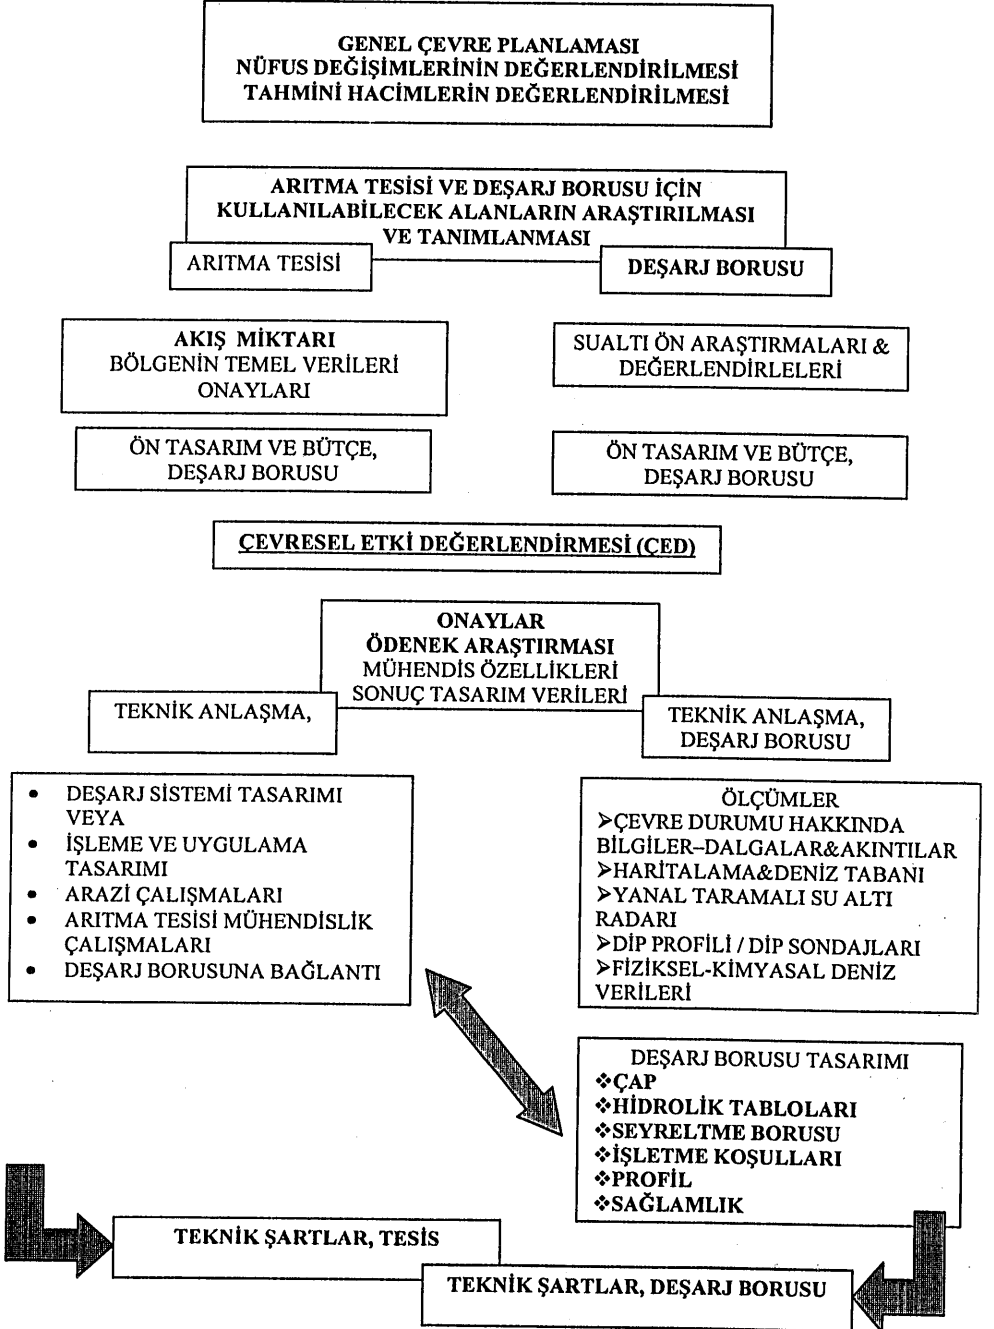 GENEL ÇEVRE PLANLAMASI
NÜFUS DEĞİŞİMLERİNİN DEĞERLENDİRİLMESİ
TAHMİNİ HACİMLERİN DEĞERLENDİRİLMESİ
ARITMA TESİSİ VE DEŞARJ BORUSU İÇİN
KULLANILABİLECEK ALANLARIN ARAŞTIRILMASI
VE TANIMLANMASI
ARITMA TESİSİ
DEŞARJ BORUSU
AKIŞ MİKTARI
BÖLGENİN TEMEL VERİLERİ
ONAYLARI
SUALTI ÖN ARAŞTIRMALARI &
DEĞERLENDİRLELERİ
ÖN TASARIM VE BÜTÇE,
DEŞARJ BORUSU
ÖN TASARIM VE BÜTÇE,
DEŞARJ BORUSU
ÇEVRESEL ETKİ DEĞERLENDİRMESİ (ÇED)
ONAYLAR
ÖDENEK ARAŞTIRMASI
MÜHENDİS ÖZELLİKLERİ
SONUÇ TASARIM VERİLERİ
TEKNİK ANLAŞMA,
TEKNİK ANLAŞMA,
DEŞARJ BORUSU
• DEŞARJ SİSTEMİ TASARIMI
VEYA
• İŞLEME VE UYGULAMA
TASARIMI
• ARAZİ ÇALIŞMALARI
• ARITMA TESİSİ MÜHENDİSLİK
ÇALIŞMALARI
• DEŞARJ BORUSUNA BAĞLANTI
ÖLÇÜMLER
➢ÇEVRE DURUMU HAKKINDA
BİLGİLER–DALGALAR&AKINTILAR
➢HARİTALAMA&DENİZ TABANI
➢YANAL TARAMALI SU ALTI
RADARI
➢DİP PROFİLİ / DİP SONDAJLARI
➢FİZİKSEL-KİMYASAL DENİZ
VERİLERİ
DEŞARJ BORUSU TASARIMI
❖ÇAP
❖HİDROLİK TABLOLARI
❖SEYRELTME BORUSU
❖İŞLETME KOŞULLARI
❖PROFİL
❖SAĞLAMLIK
TEKNİK ŞARTLAR, TESİS
TEKNİK ŞARTLAR, DEŞARJ BORUSU